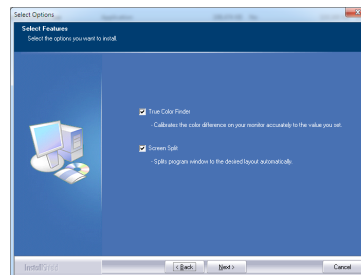 Select Options
Select Features
Select the options you want to install.
True Color Finder
- Calibrates the color difference on your monitor accurately to the value you set.
Screen Split
- Splits program window to the desired layout automatically.
InstallShield
< Back
Next >
Cancel